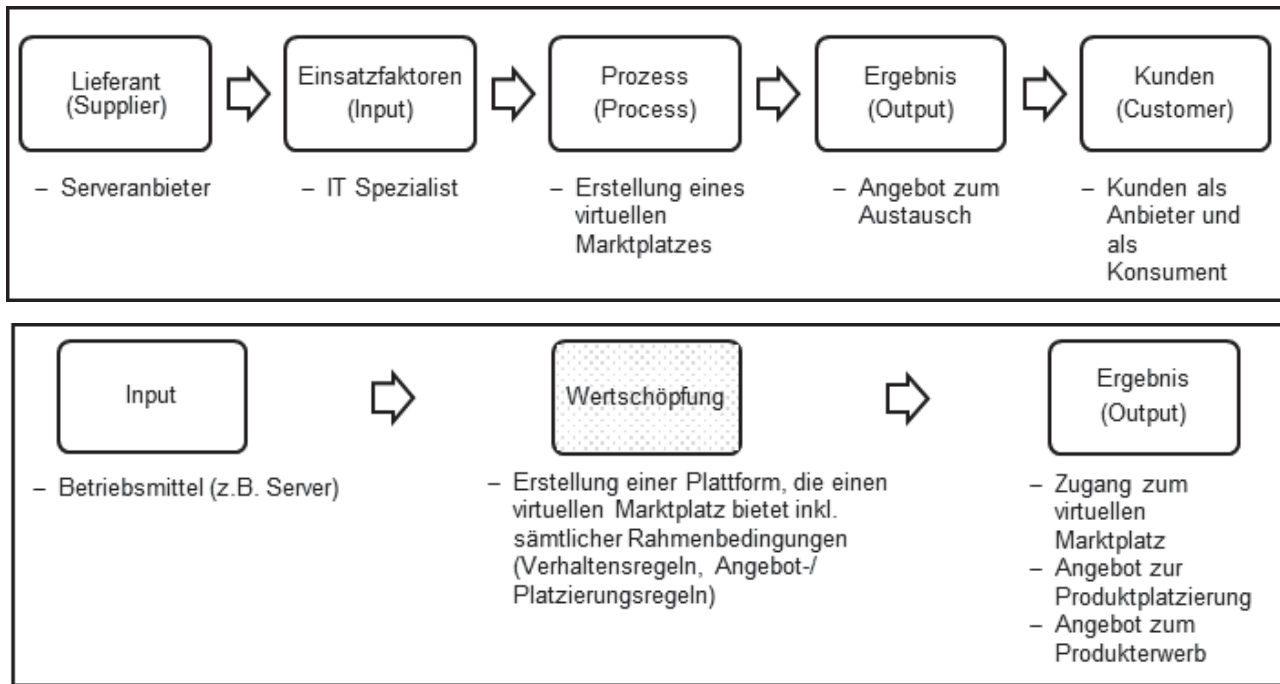 Lieferant
(Supplier)
Einsatzfaktoren
(Input)
Prozess
(Process)
Ergebnis
(Output)
Kunden
(Customer)
– Serveranbieter
– IT Spezialist
– Erstellung eines
virtuellen
Marktplatzes
– Angebot zum
Austausch
– Kunden als
Anbieter und
als
Konsument
Input
Wertschöpfung
Ergebnis
(Output)
– Betriebsmittel (z.B. Server)
– Erstellung einer Plattform, die einen
virtuellen Marktplatz bietet inkl.
sämtlicher Rahmenbedingungen
(Verhaltensregeln, Angebot-/
Platzierungsregeln)
– Zugang zum
virtuellen
Marktplatz
– Angebot zur
Produktplatzierung
– Angebot zum
Produkterwerb